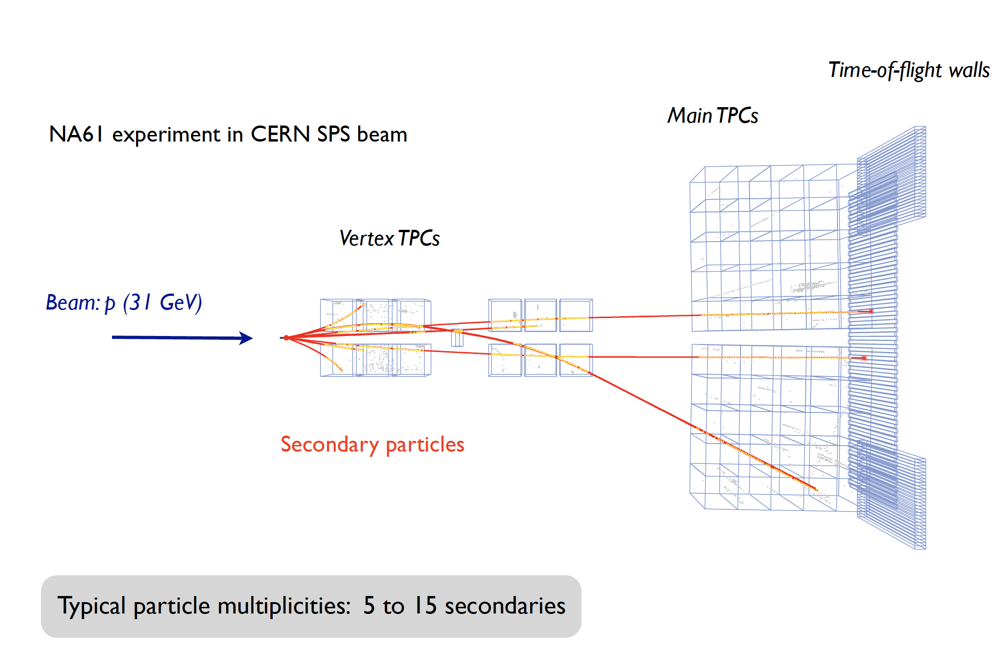 Time-of-flight walls
Main TPCs
NA61 experiment in CERN SPS beam
Vertex TPCs
Beam: p (31 GeV)
Secondary particles
Typical particle multiplicities: 5 to 15 secondaries